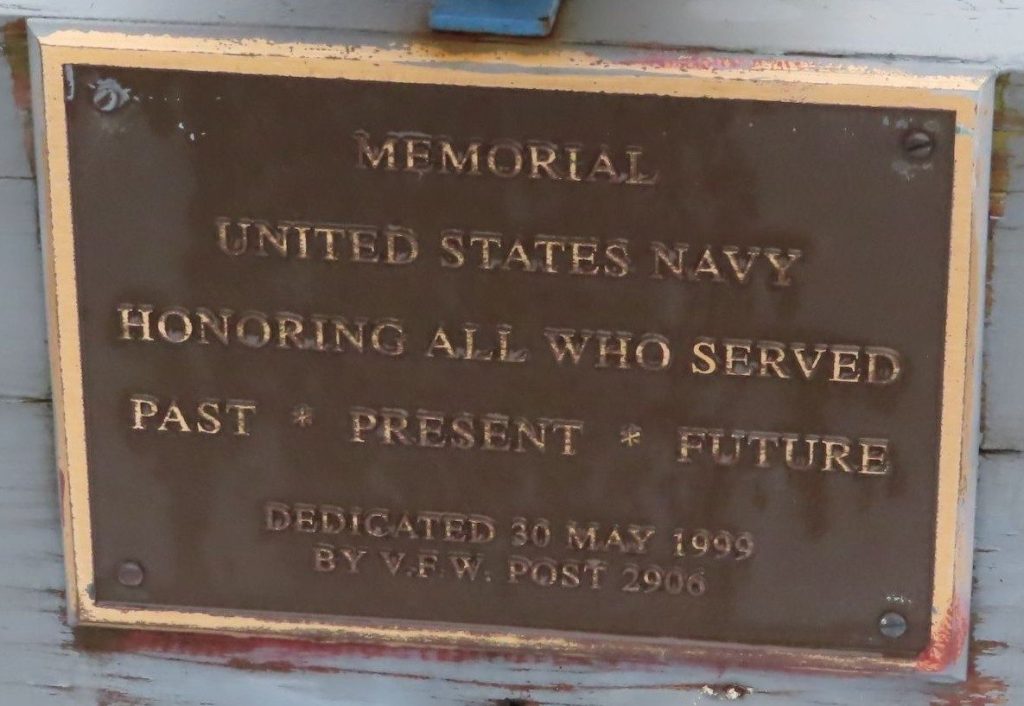 MEMORIAL
UNITED STATES NAVY
HONORING ALL WHO SERVED
PAST * PRESENT * FUTURE
DEDICATED 30 MAY 1999
BY V.F.W. POST 2906